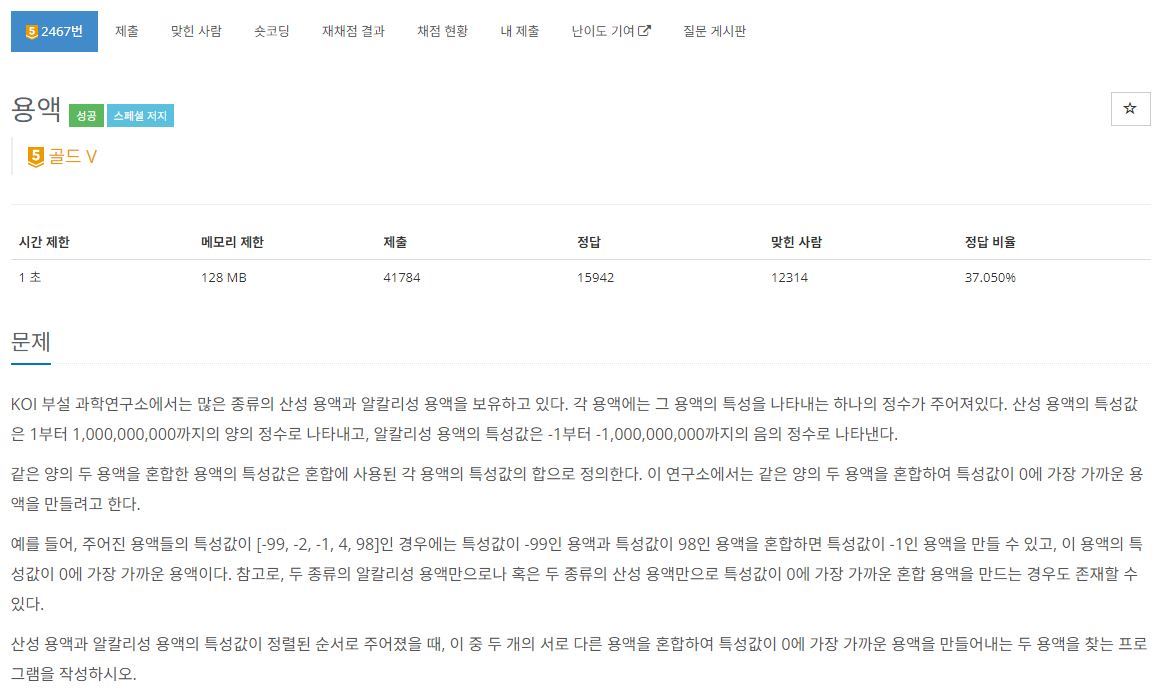 5 2467번 제출 맞힌 사람 숏코딩 재채점 결과 채점 현황 내 제출 난이도 기여 질문 게시판
용액 성공 스페셜 저지
5 골드 V
시간 제한 메모리 제한 제출 정답 맞힌 사람 정답 비율
1 초 128 MB 41784 15942 12314 37.050%
문제
KOI 부설 과학연구소에서는 많은 종류의 산성 용액과 알칼리성 용액을 보유하고 있다. 각 용액에는 그 용액의 특성을 나타내는 하나의 정수가 주어져있다. 산성 용액의 특성값
은 1부터 1,000,000,000까지의 양의 정수로 나타내고, 알칼리성 용액의 특성값은 -1부터 -1,000,000,000까지의 음의 정수로 나타낸다.
같은 양의 두 용액을 혼합한 용액의 특성값은 혼합에 사용된 각 용액의 특성값의 합으로 정의한다. 이 연구소에서는 같은 양의 두 용액을 혼합하여 특성값이 0에 가장 가까운 용
액을 만들려고 한다.
예를 들어, 주어진 용액들의 특성값이 [-99, -2, -1, 4, 98]인 경우에는 특성값이 -99인 용액과 특성값이 98인 용액을 혼합하면 특성값이 -1인 용액을 만들 수 있고, 이 용액의 특
성값이 0에 가장 가까운 용액이다. 참고로, 두 종류의 알칼리성 용액만으로나 혹은 두 종류의 산성 용액만으로 특성값이 0에 가장 가까운 혼합 용액을 만드는 경우도 존재할 수
있다.
산성 용액과 알칼리성 용액의 특성값이 정렬된 순서로 주어졌을 때, 이 중 두 개의 서로 다른 용액을 혼합하여 특성값이 0에 가장 가까운 용액을 만들어내는 두 용액을 찾는 프로
그램을 작성하시오.